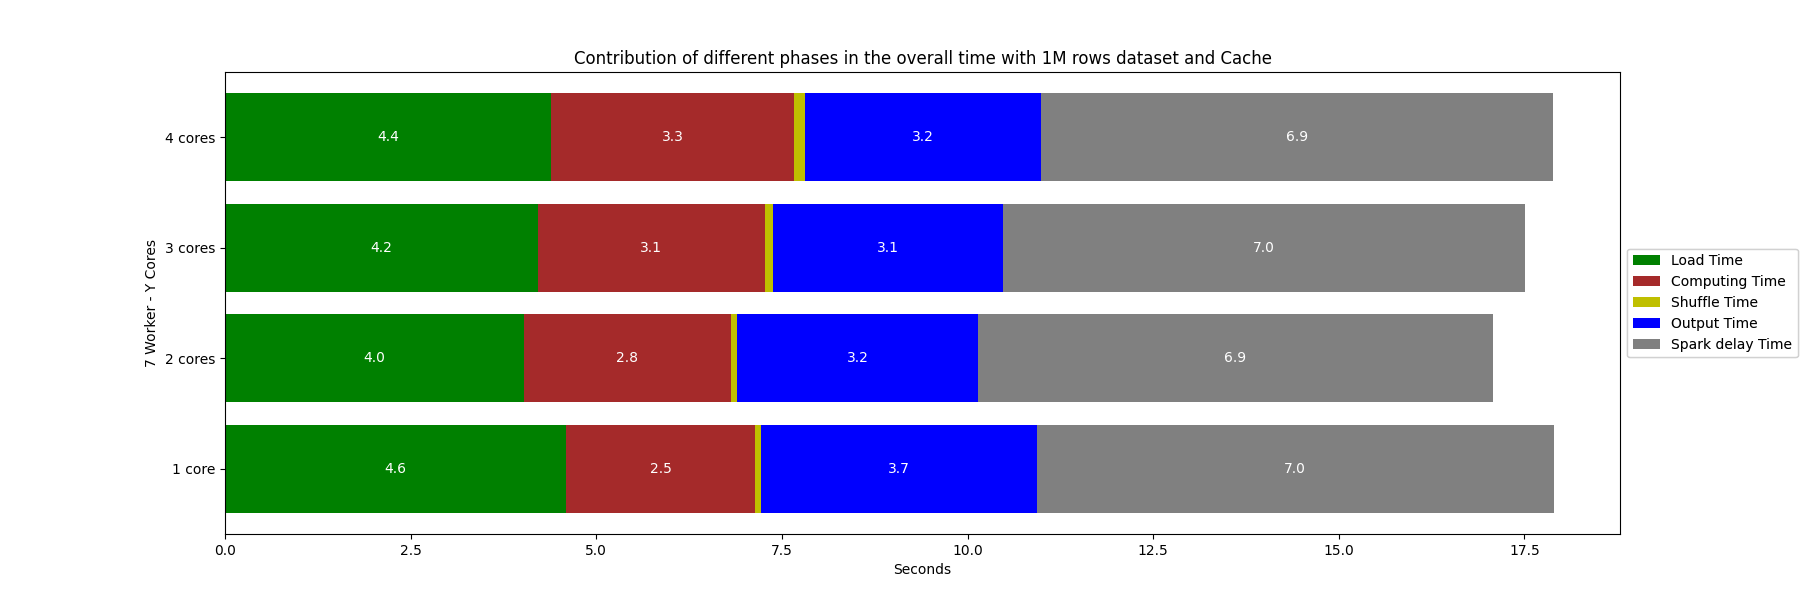 Contribution of different phases in the overall time with 1M rows dataset and Cache
7 Worker - Y Cores
4 cores
4.4
3.3
3.2
6.9
3 cores
4.2
3.1
3.1
7.0
2 cores
4.0
2.8
3.2
6.9
1 core
4.6
2.5
3.7
7.0
0.0
2.5
5.0
7.5
10.0
12.5
15.0
17.5
Seconds
Load Time
Computing Time
Shuffle Time
Output Time
Spark delay Time